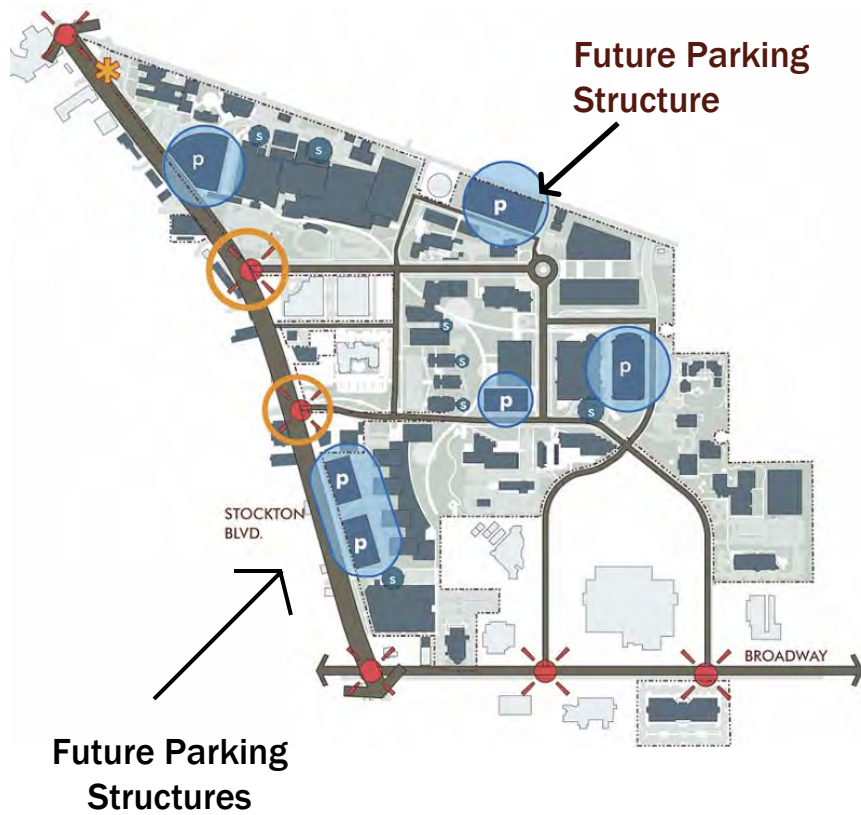 Future Parking
Structure
s
s
p
p
s
p
s
p
s
s
p
STOCKTON
BLVD.
p
s
BROADWAY
Future Parking
Structures